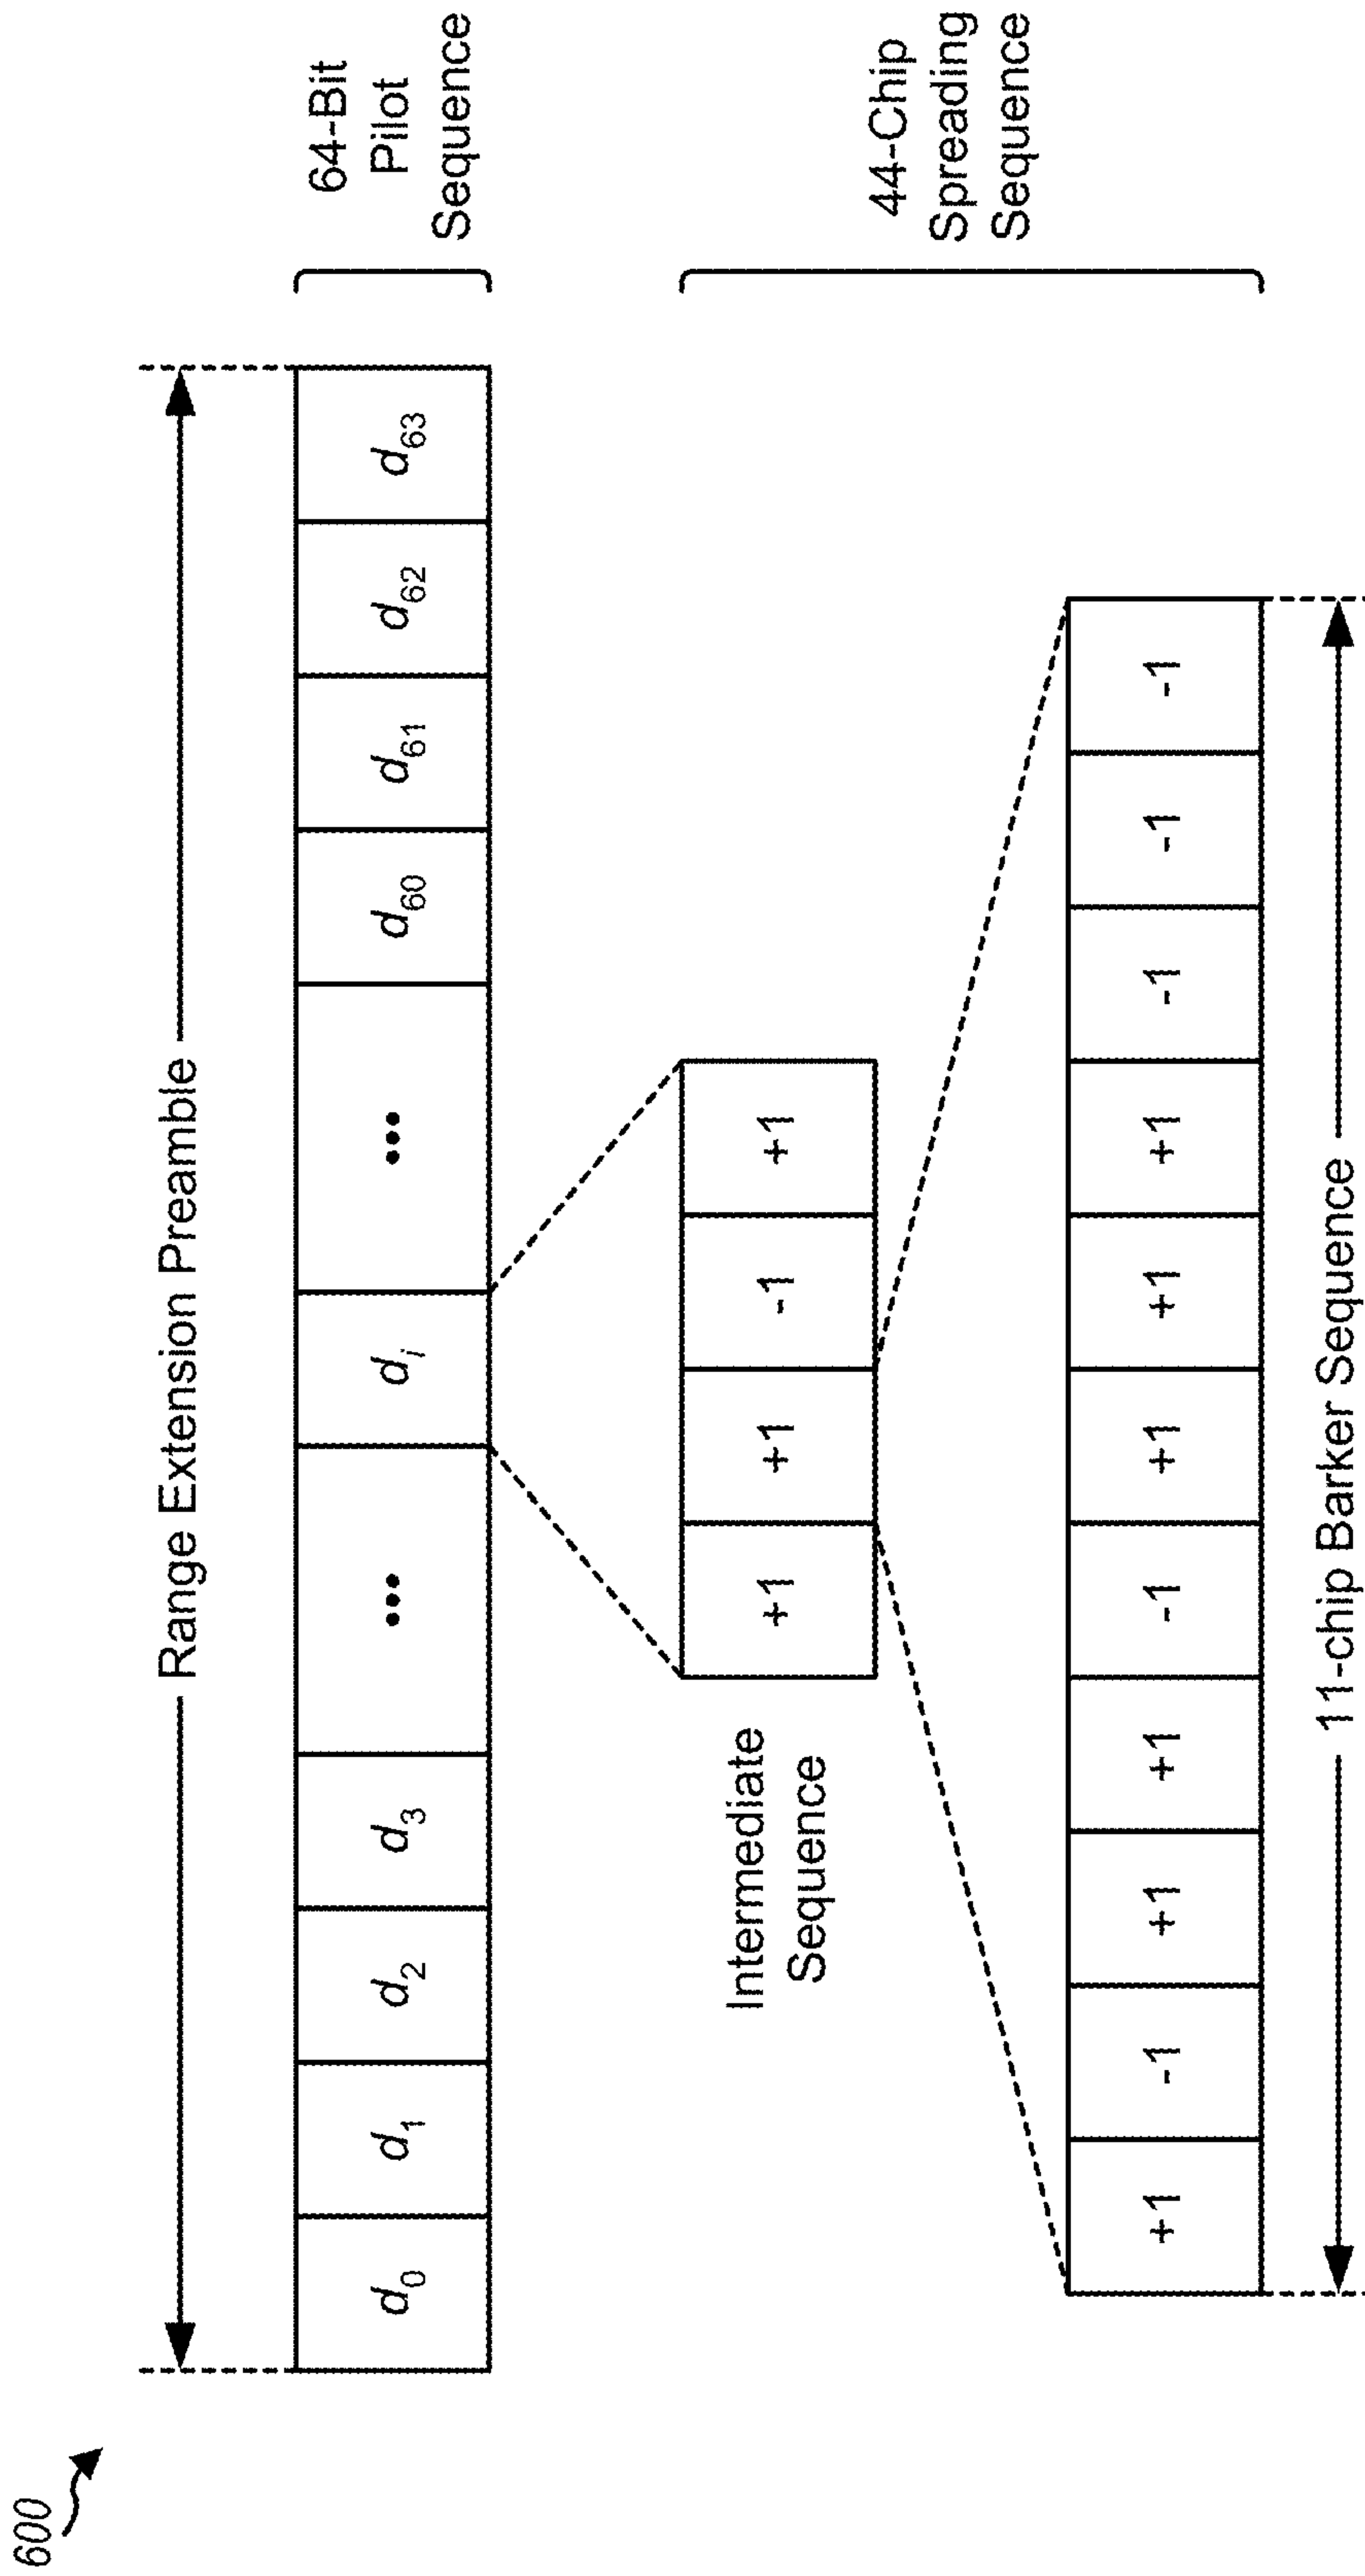 600
Range Extension Preamble
d0 d1 d2 d3 ••• di ••• d60 d61 d62 d63
64-Bit
Pilot
Sequence
Intermediate
Sequence
+1 +1 -1 +1
44-Chip
Spreading
Sequence
+1 -1 +1 +1 -1 +1 +1 +1 -1 -1 -1
11-chip Barker Sequence